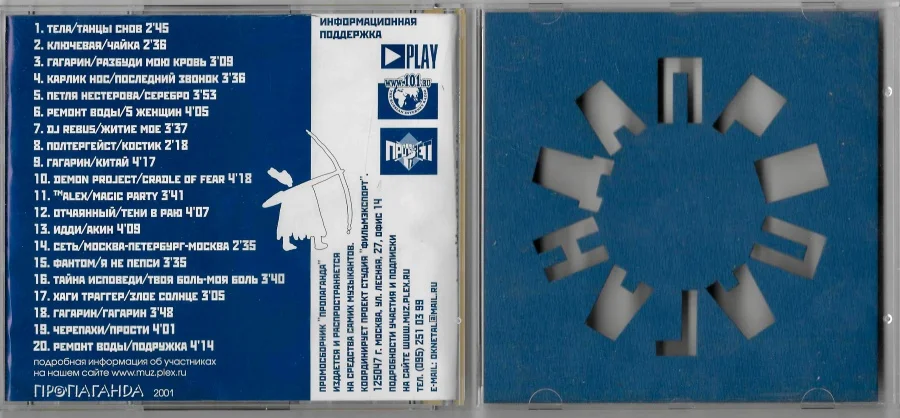 1. ТЕЛА/ТАНЦЫ СНОВ 2'45
2. КЛЮЧЕВАЯ/ЧАЙКА 2'36
3. ГАГАРИН/РАЗБУДИ МОЮ КРОВЬ 3'09
4. КАРЛИК НОС/ПОСЛЕДНИЙ ЗВОНОК 3'36
5. ПЕТЛЯ НЕСТЕРОВА/СЕРЕБРО 3'53
6. РЕМОНТ ВОДЫ/5 ЖЕНЩИН 4'05
7. DJ REBUS/ЖИТИЕ МОЕ 3'37
8. ПОЛТЕРГЕЙСТ/КОСТИК 2'18
9. ГАГАРИН/КИТАЙ 4'17
10. DEMON PROJECT/CRADLE OF FEAR 4'18
11. ™ALEX/MAGIC PARTY 3'41
12. ОТЧАЯННЫЙ/ТЕНИ В РАЮ 4'07
13. ИДДИ/АКИН 4'09
14. СЕТЬ/МОСКВА-ПЕТЕРБУРГ-МОСКВА 2'35
15. ФАНТОМ/Я НЕ ПЕПСИ 3'35
16. ТАЙНА ИСПОВЕДИ/ТВОЯ БОЛЬ-МОЯ БОЛЬ 3'40
17. ХАГИ ТРАГГЕР/ЗЛОЕ СОЛНЦЕ 3'05
18. ГАГАРИН/ГАГАРИН 3'48
19. ЧЕРЕПАХИ/ПРОСТИ 4'01
20. РЕМОНТ ВОДЫ/ПОДРУЖКА 4'14
подробная информация об участниках
на нашем сайте www.muz.plex.ru
ПРОПАГАНДА 2001
ИНФОРМАЦИОННАЯ
ПОДДЕРЖКА
PLAY
www.101.ru
ПРОМОСБОРНИК "ПРОПАГАНДА"
ИЗДАЕТСЯ И РАСПРОСТРАНЯЕТСЯ
НА СРЕДСТВА САМИХ МУЗЫКАНТОВ.
КООРДИНИРУЕТ ПРОЕКТ СТУДИЯ "ФИЛЬМЭКСПОРТ".
125047 Г. МОСКВА, УЛ. ЛЕСНАЯ, 27, ОФИС 14
ПОДРОБНОСТИ УЧАСТИЯ И ПОДПИСКИ
НА САЙТЕ WWW.MUZ.PLEX.RU
ТЕЛ. (095) 251 03 99
E-MAIL: OKNETAL@MAIL.RU
ПРОПАГАНДА